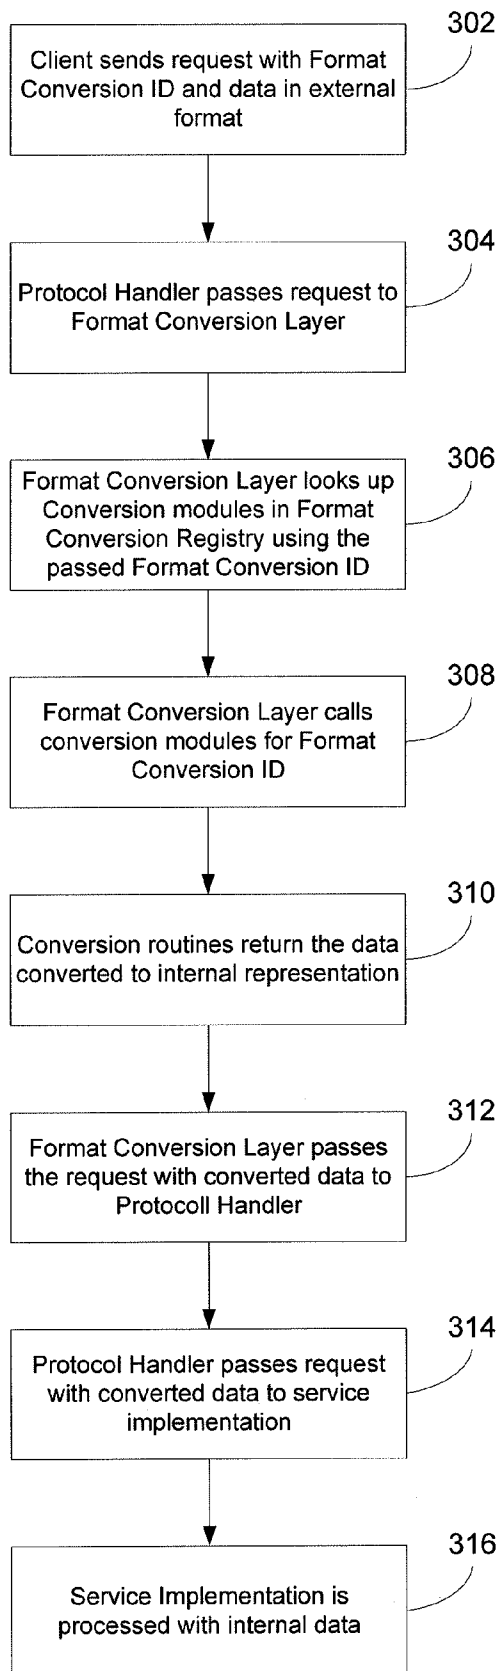 302
Client sends request with Format
Conversion ID and data in external
format
304
Protocol Handler passes request to
Format Conversion Layer
306
Format Conversion Layer looks up
Conversion modules in Format
Conversion Registry using the
passed Format Conversion ID
308
Format Conversion Layer calls
conversion modules for Format
Conversion ID
310
Conversion routines return the data
converted to internal representation
312
Format Conversion Layer passes
the request with converted data to
Protocoll Handler
314
Protocol Handler passes request
with converted data to service
implementation
316
Service Implementation is
processed with internal data